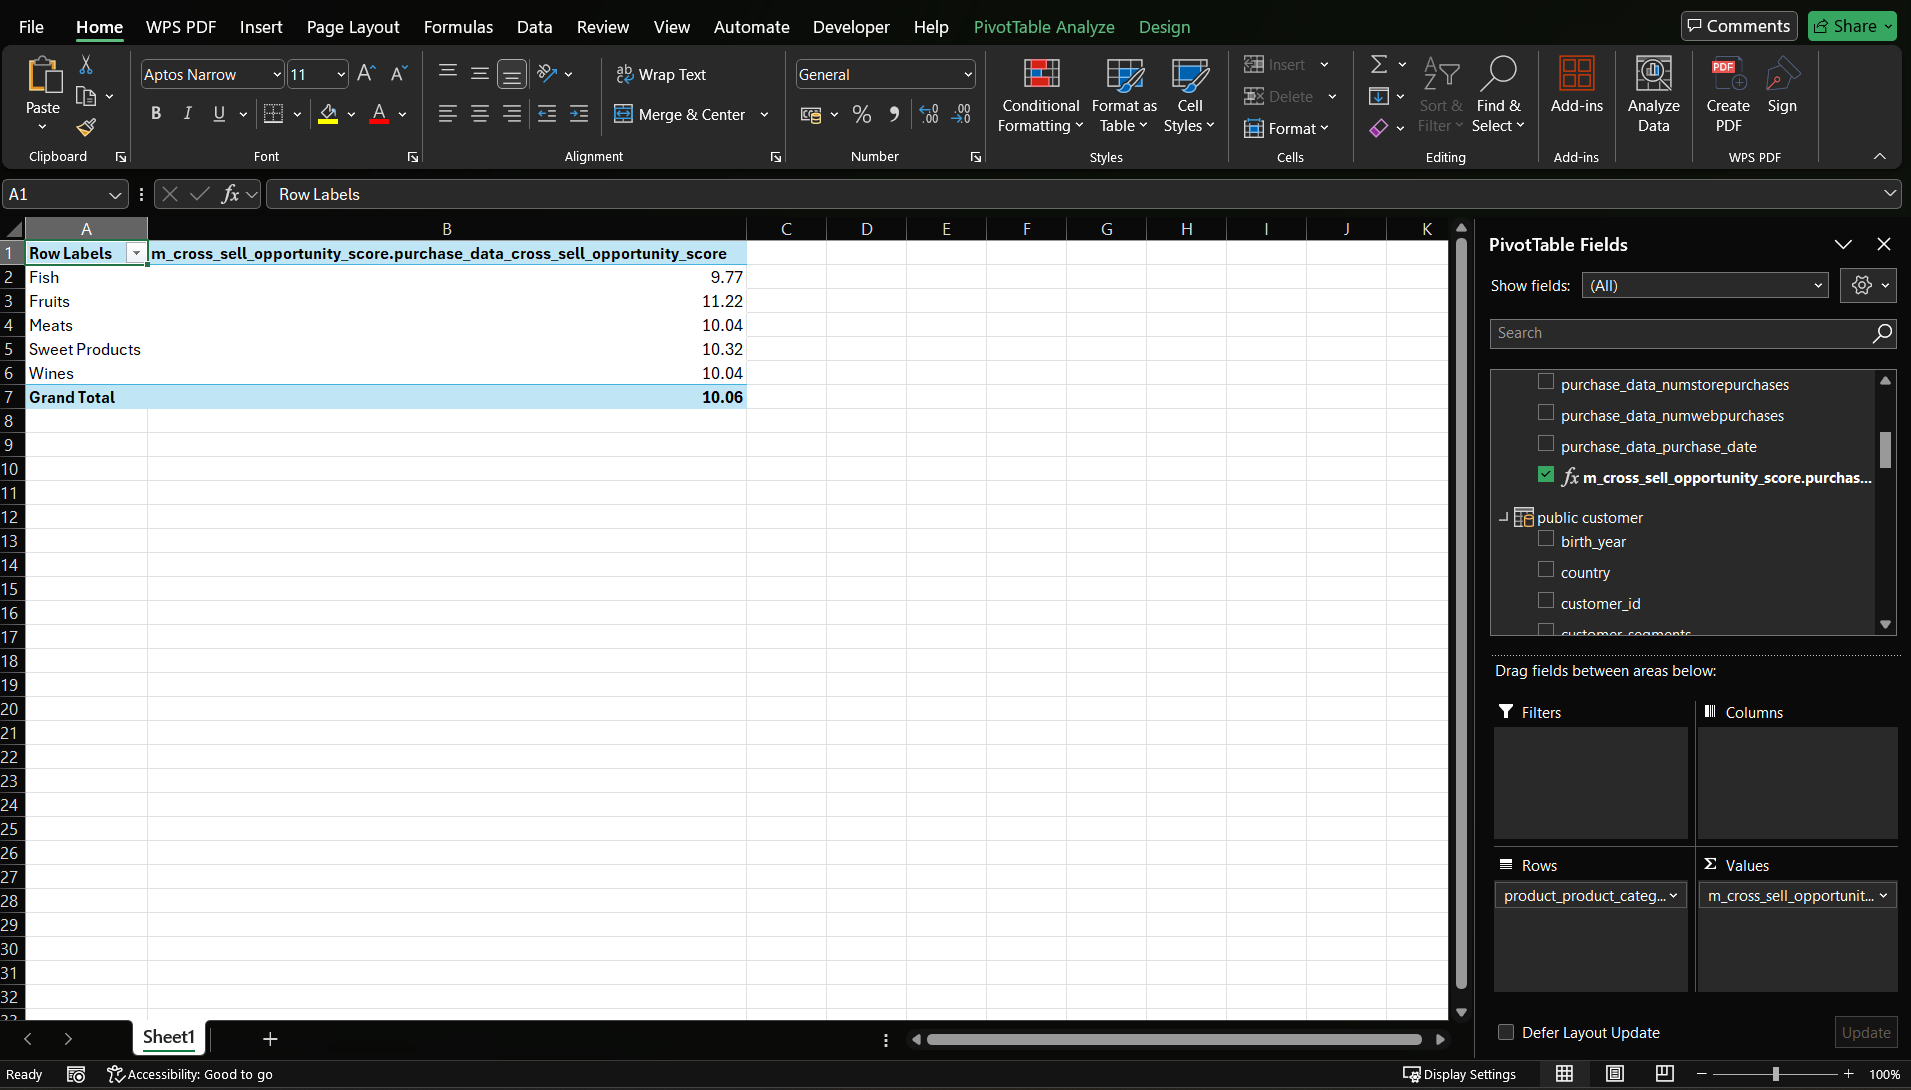 File Home WPS PDF Insert Page Layout Formulas Data Review View Automate Developer Help PivotTable Analyze Design Comments Share
Paste
Clipboard
Aptos Narrow 11
B I U
Font
Wrap Text
Merge & Center
Alignment
General
Number
Conditional Formatting
Format as Table
Cell Styles
Styles
Insert
Delete
Format
Cells
Sort & Filter
Find & Select
Editing
Add-ins
Add-ins
Analyze Data
Create PDF
Sign
WPS PDF
A1 fx Row Labels
A B C D E F G H I J K
1 Row Labels m_cross_sell_opportunity_score.purchase_data_cross_sell_opportunity_score
2 Fish 9.77
3 Fruits 11.22
4 Meats 10.04
5 Sweet Products 10.32
6 Wines 10.04
7 Grand Total 10.06
8
9
10
11
12
13
14
15
16
17
18
19
20
21
22
23
24
25
26
27
28
29
30
31
32
33
PivotTable Fields
Show fields: (All)
Search
purchase_data_numstorepurchases
purchase_data_numwebpurchases
purchase_data_purchase_date
fx m_cross_sell_opportunity_score.purchas...
public customer
birth_year
country
customer_id
customer_segments
Drag fields between areas below:
Filters
Columns
Rows
Σ Values
product_product_categ...
m_cross_sell_opportunit...
Defer Layout Update
Update
Sheet1
Ready
Accessibility: Good to go
Display Settings
100%